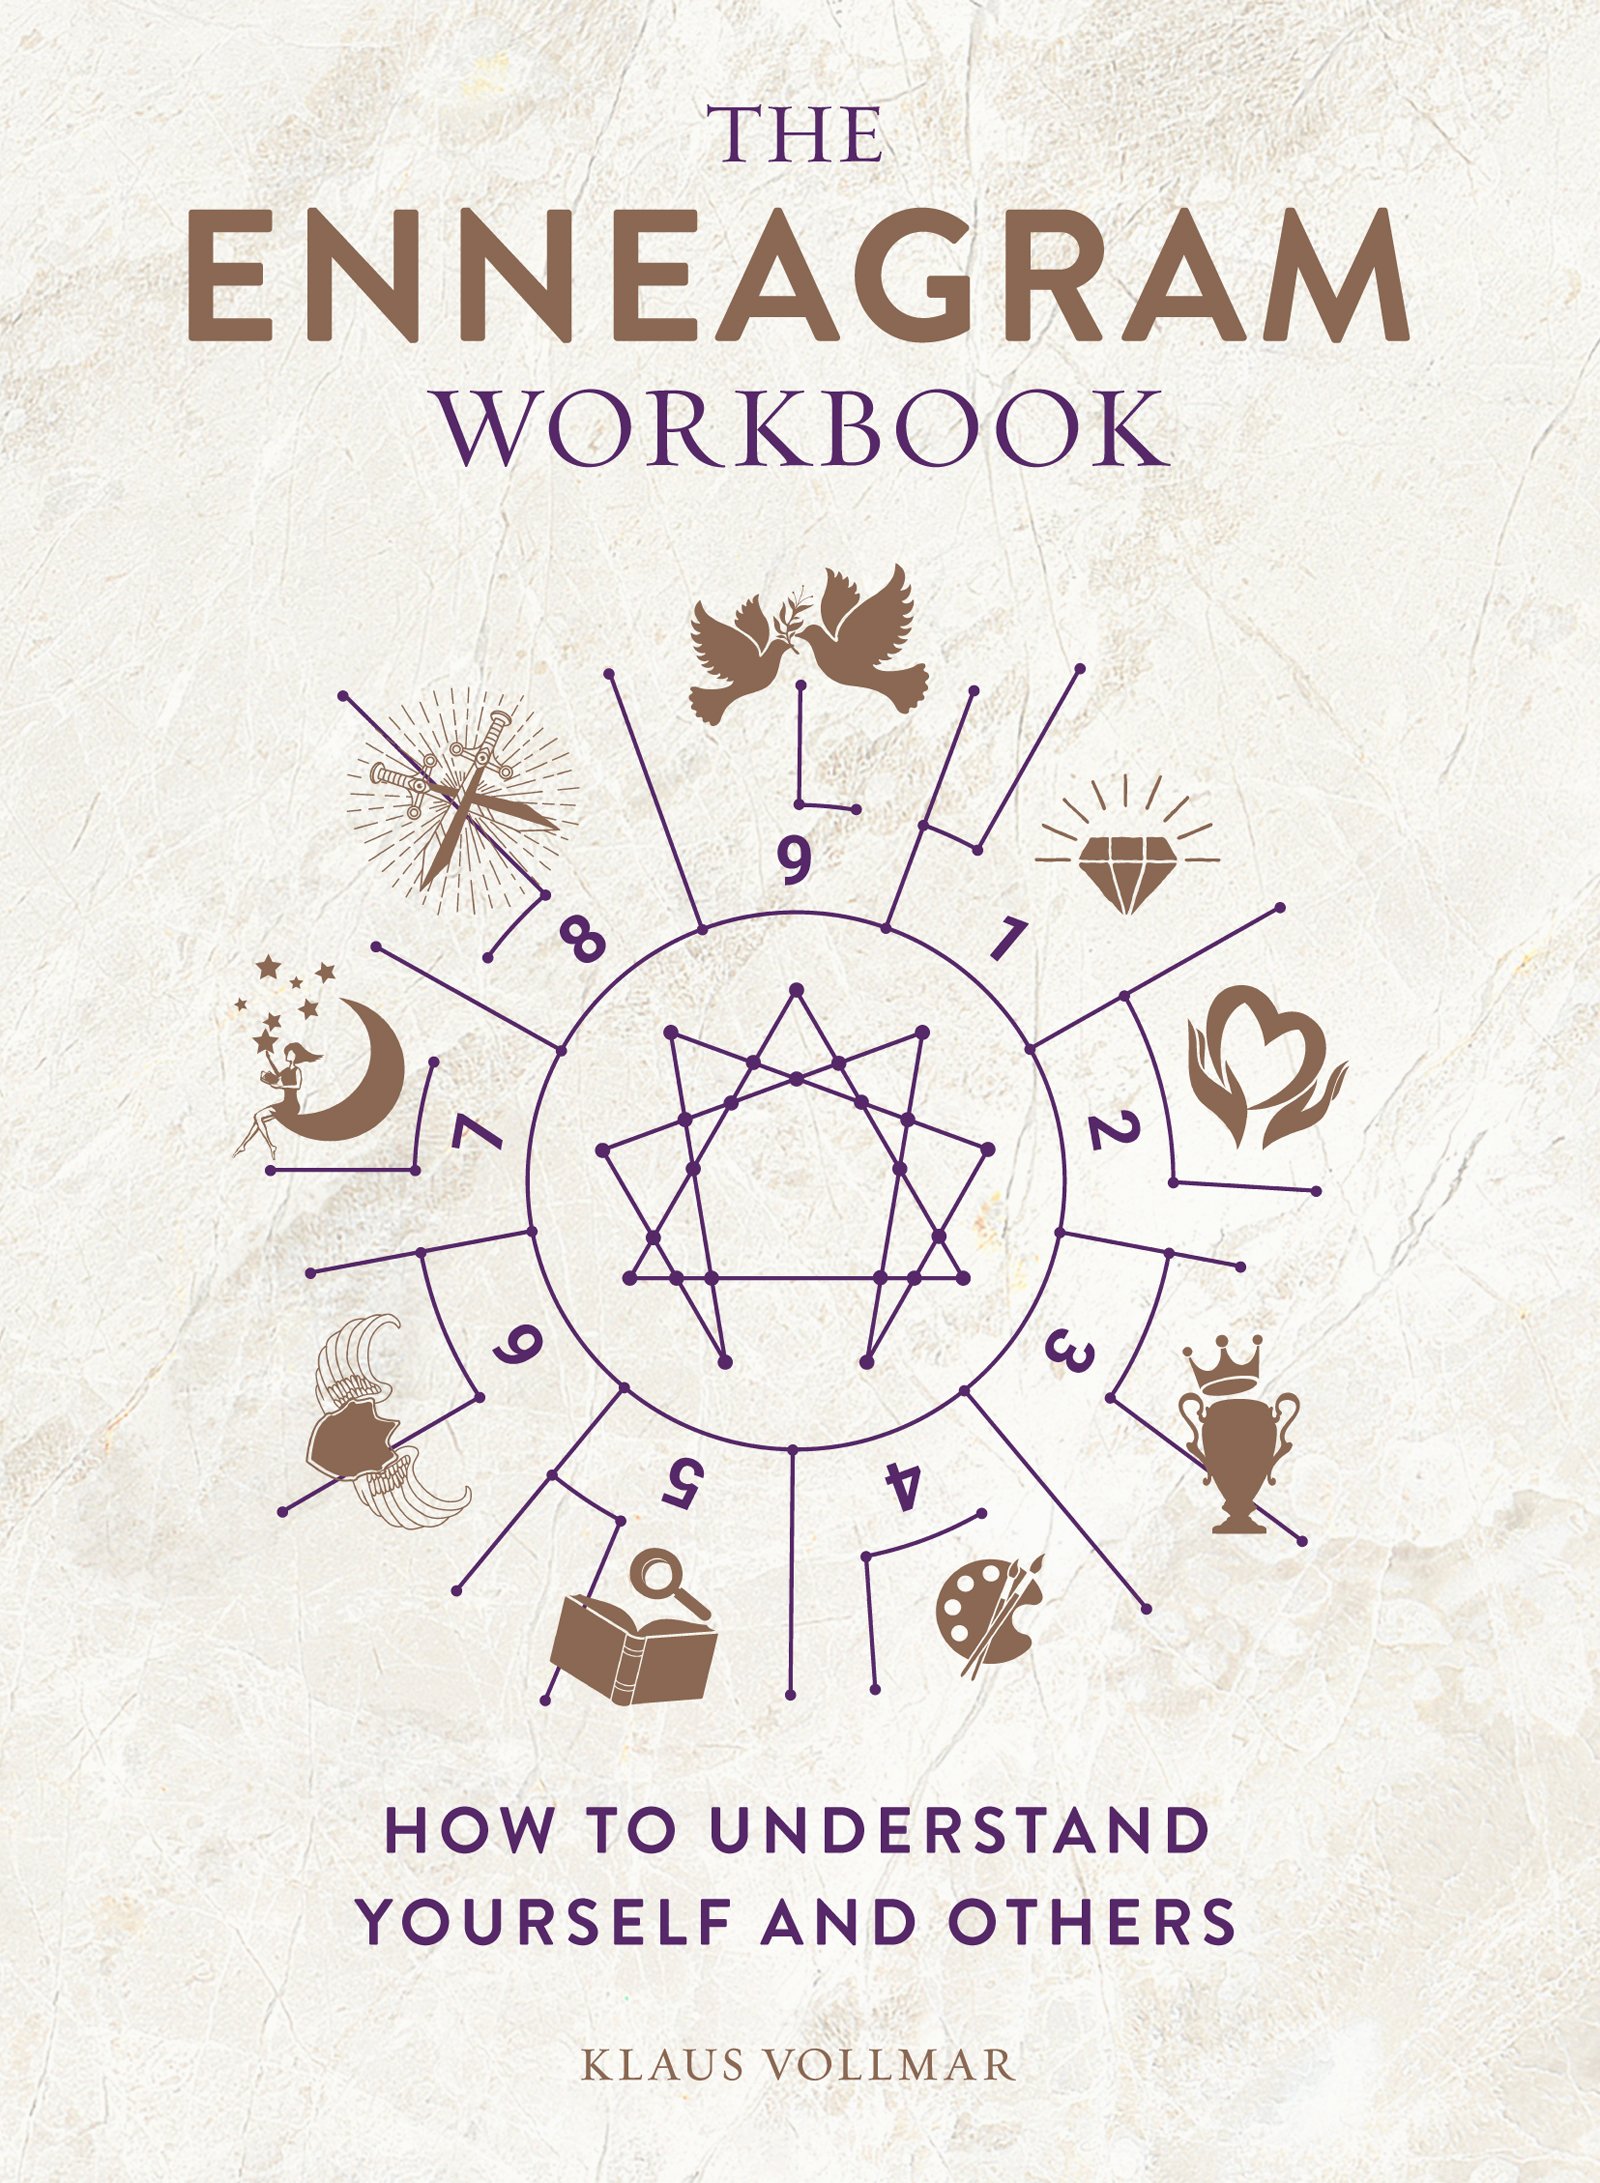 THE
ENNEAGRAM
WORKBOOK
9
8
1
7
2
6
3
5
4
HOW TO UNDERSTAND
YOURSELF AND OTHERS
KLAUS VOLLMAR